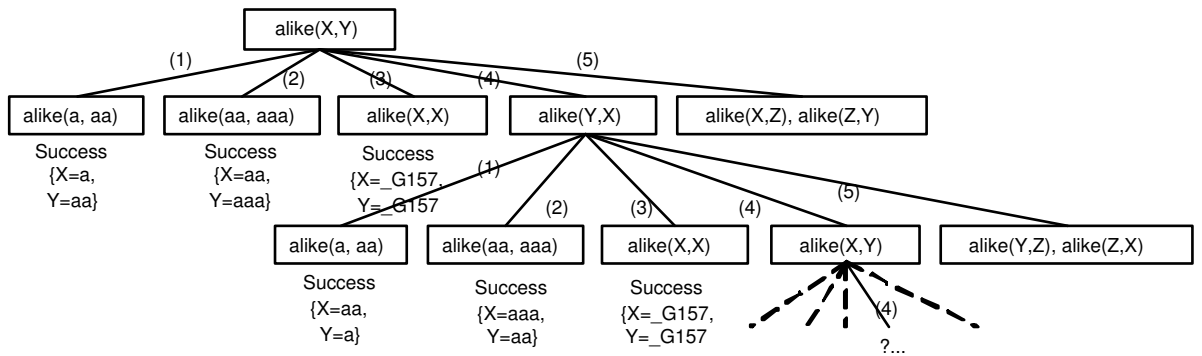 alike(X,Y)
(1)
(2)
(3)
(4)
(5)
alike(a, aa)
alike(aa, aaa)
alike(X,X)
alike(Y,X)
alike(X,Z), alike(Z,Y)
Success
{X=a,
Y=aa}
Success
{X=aa,
Y=aaa}
Success
{X=_G157,
Y=_G157
(1)
(2)
(3)
(4)
(5)
alike(a, aa)
alike(aa, aaa)
alike(X,X)
alike(X,Y)
alike(Y,Z), alike(Z,X)
Success
{X=aa,
Y=a}
Success
{X=aaa,
Y=aa}
Success
{X=_G157,
Y=_G157
(4)
?...